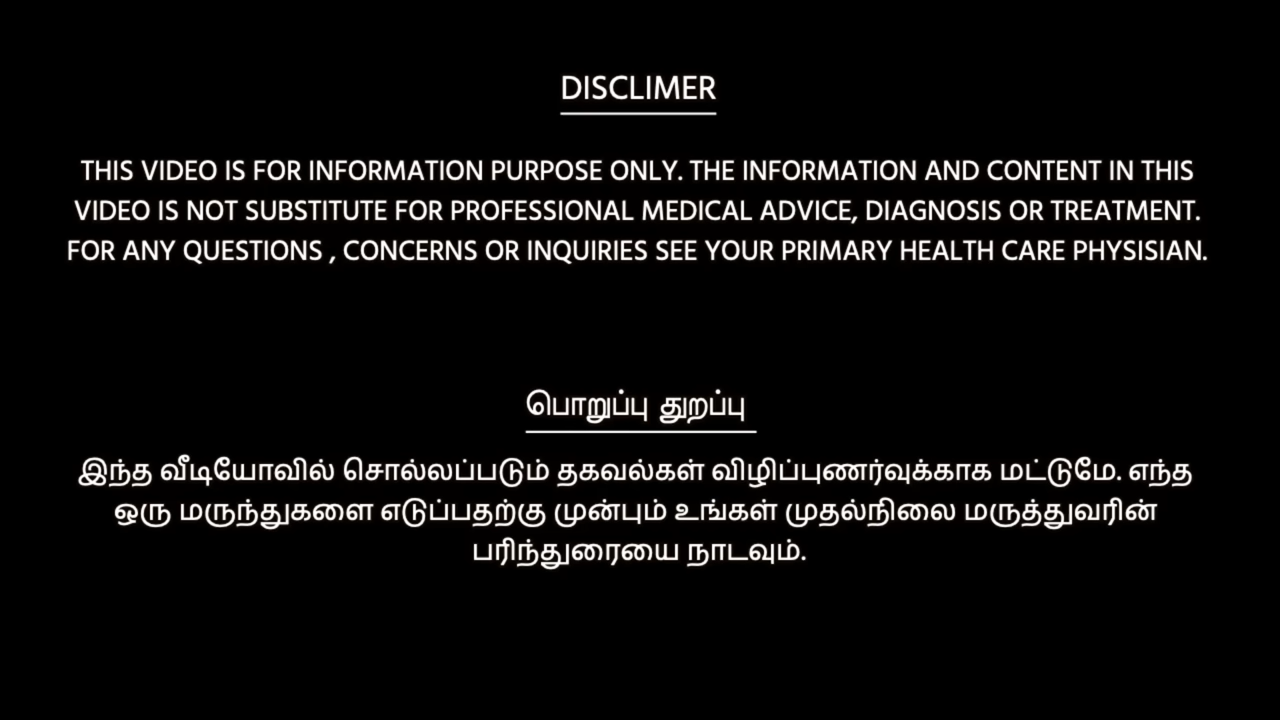 DISCLIMER
THIS VIDEO IS FOR INFORMATION PURPOSE ONLY. THE INFORMATION AND CONTENT IN THIS
VIDEO IS NOT SUBSTITUTE FOR PROFESSIONAL MEDICAL ADVICE, DIAGNOSIS OR TREATMENT.
FOR ANY QUESTIONS , CONCERNS OR INQUIRIES SEE YOUR PRIMARY HEALTH CARE PHYSISIAN.
பொறுப்பு துறப்பு
இந்த வீடியோவில் சொல்லப்படும் தகவல்கள் விழிப்புணர்வுக்காக மட்டுமே. எந்த
ஒரு மருந்துகளை எடுப்பதற்கு முன்பும் உங்கள் முதல்நிலை மருத்துவரின்
பரிந்துரையை நாடவும்.